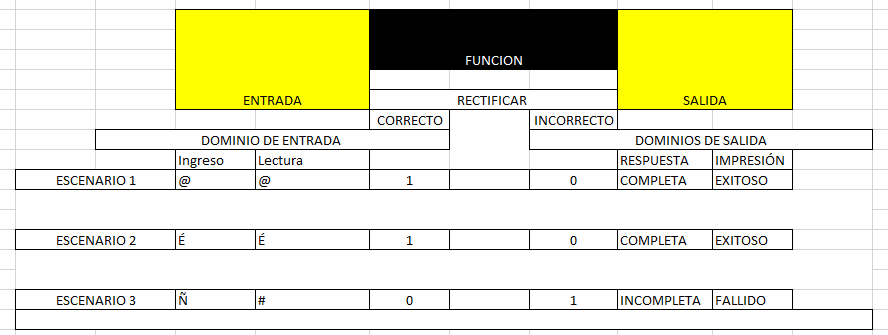 FUNCION
ENTRADA RECTIFICAR SALIDA
CORRECTO INCORRECTO
DOMINIO DE ENTRADA DOMINIOS DE SALIDA
Ingreso Lectura RESPUESTA IMPRESIÓN
ESCENARIO 1 @ @ 1 0 COMPLETA EXITOSO
ESCENARIO 2 É É 1 0 COMPLETA EXITOSO
ESCENARIO 3 Ñ # 0 1 INCOMPLETA FALLIDO